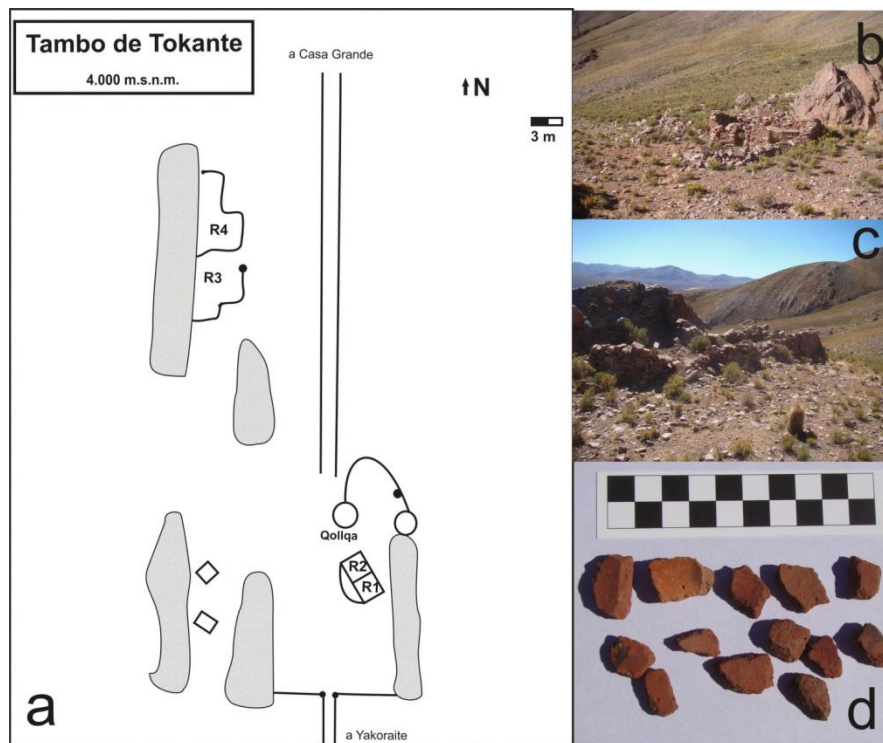 Tambo de Tokante
4.000 m.s.n.m.
a Casa Grande
N
3 m
R4
R3
Qollqa
R2
R1
a Yakoraite
a
b
c
d